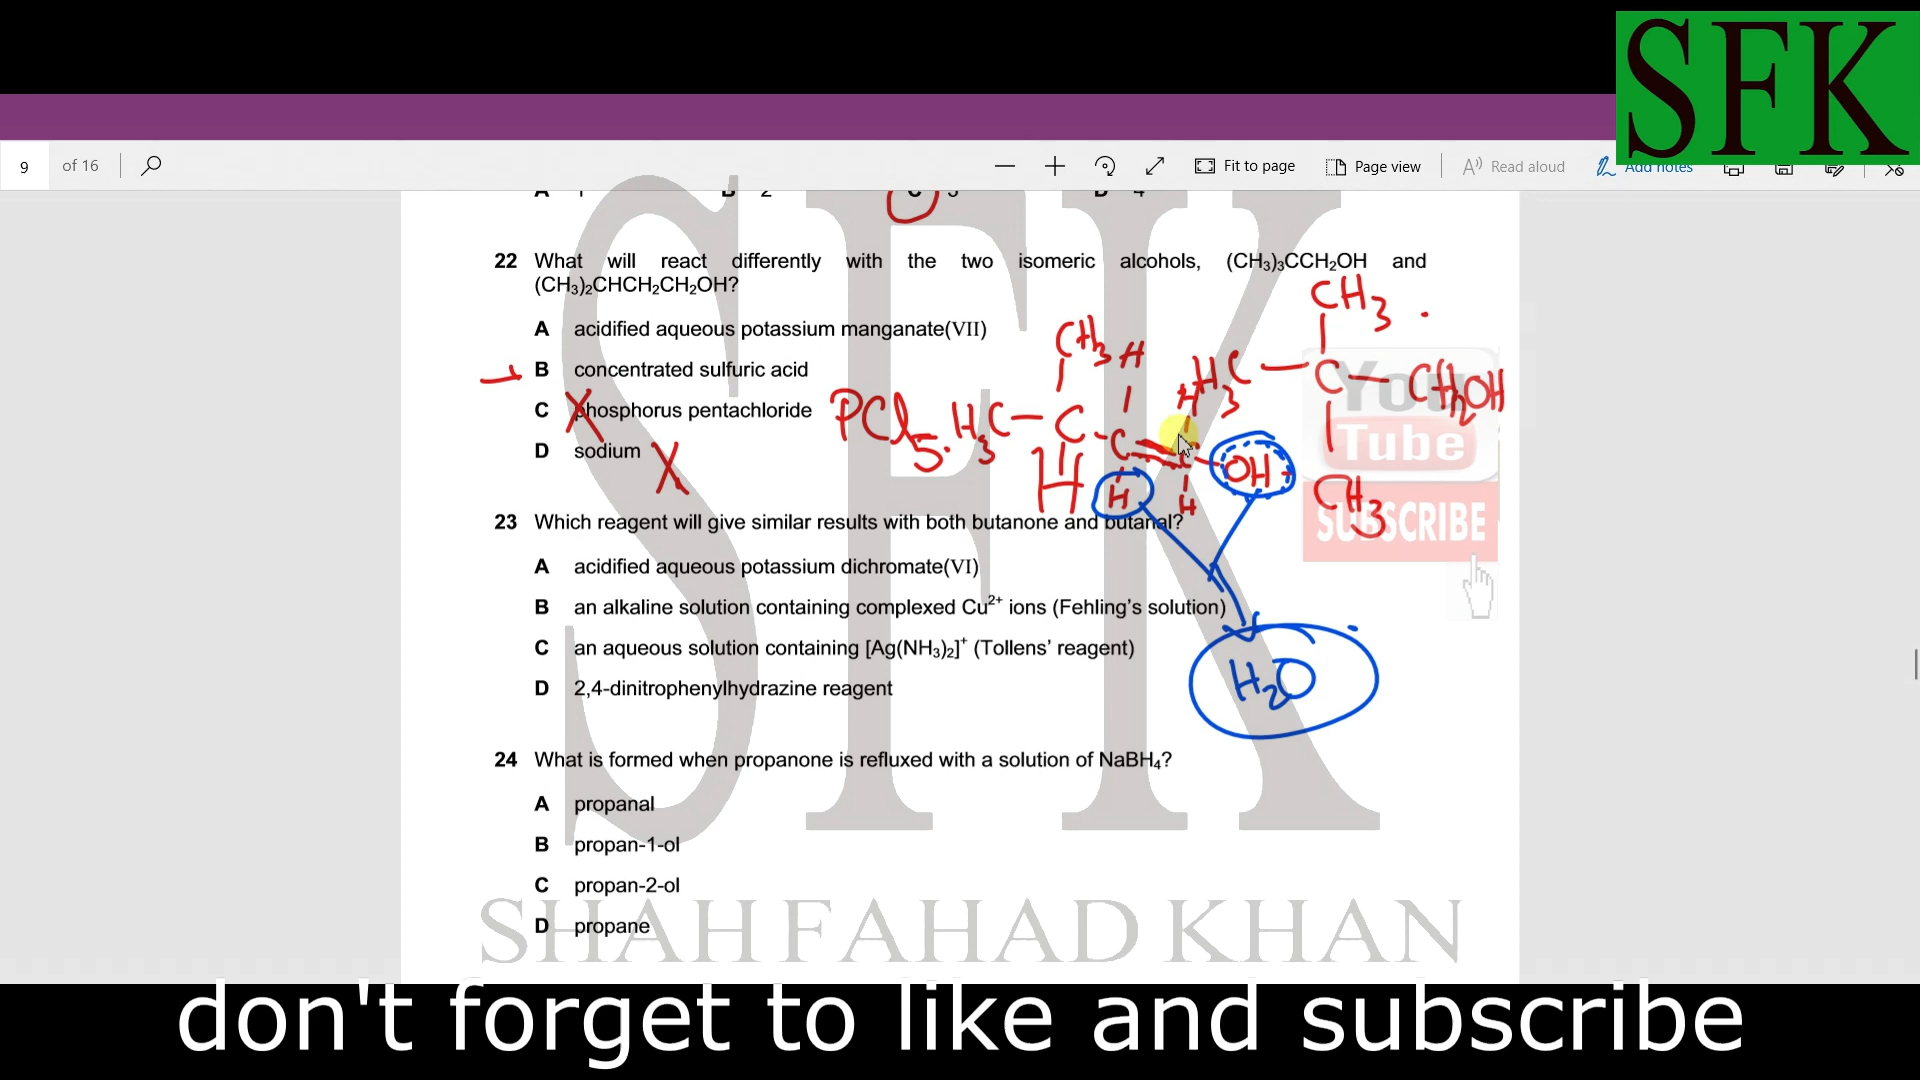 SFK
9 of 16 Fit to page Page view Read aloud Add notes
22 What will react differently with the two isomeric alcohols, (CH₃)₃CCH₂OH and
(CH₃)₂CHCH₂CH₂OH?
A acidified aqueous potassium manganate(VII)
B concentrated sulfuric acid
C phosphorus pentachloride
D sodium
PCl₅. H₃C C C OH
CH₃ H
H H H
CH₃
H₃C C CH₂OH
CH₃
You
Tube
SUBSCRIBE
23 Which reagent will give similar results with both butanone and butanal?
A acidified aqueous potassium dichromate(VI)
B an alkaline solution containing complexed Cu²⁺ ions (Fehling's solution)
C an aqueous solution containing [Ag(NH₃)₂]⁺ (Tollens' reagent)
D 2,4-dinitrophenylhydrazine reagent
H₂O
24 What is formed when propanone is refluxed with a solution of NaBH₄?
A propanal
B propan-1-ol
C propan-2-ol
D propane
SFK
SHAH FAHAD KHAN
don't forget to like and subscribe